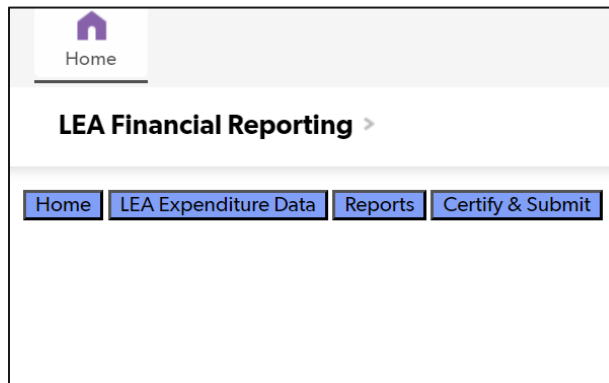 Home
LEA Financial Reporting >
Home LEA Expenditure Data Reports Certify & Submit